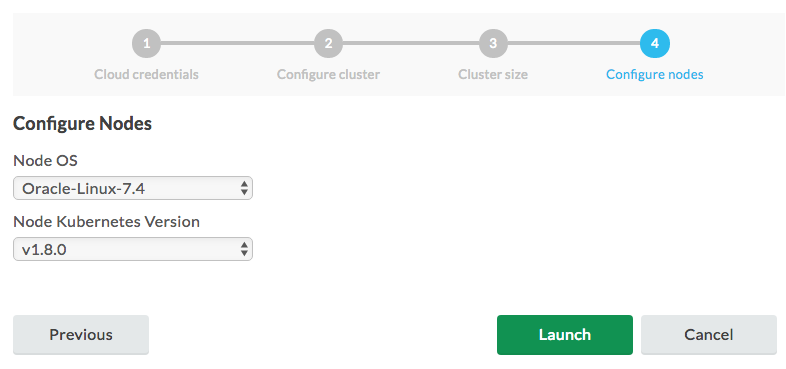 1 2 3 4
Cloud credentials Configure cluster Cluster size Configure nodes
Configure Nodes
Node OS
Oracle-Linux-7.4
Node Kubernetes Version
v1.8.0
Previous Launch Cancel